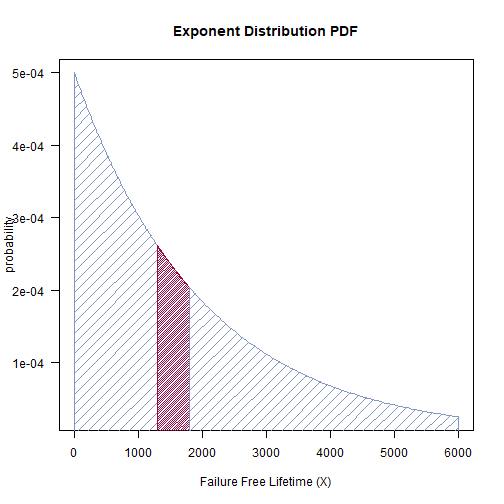 Exponent Distribution PDF
5e-04
4e-04
3e-04
2e-04
1e-04
probability
0 1000 2000 3000 4000 5000 6000
Failure Free Lifetime (X)